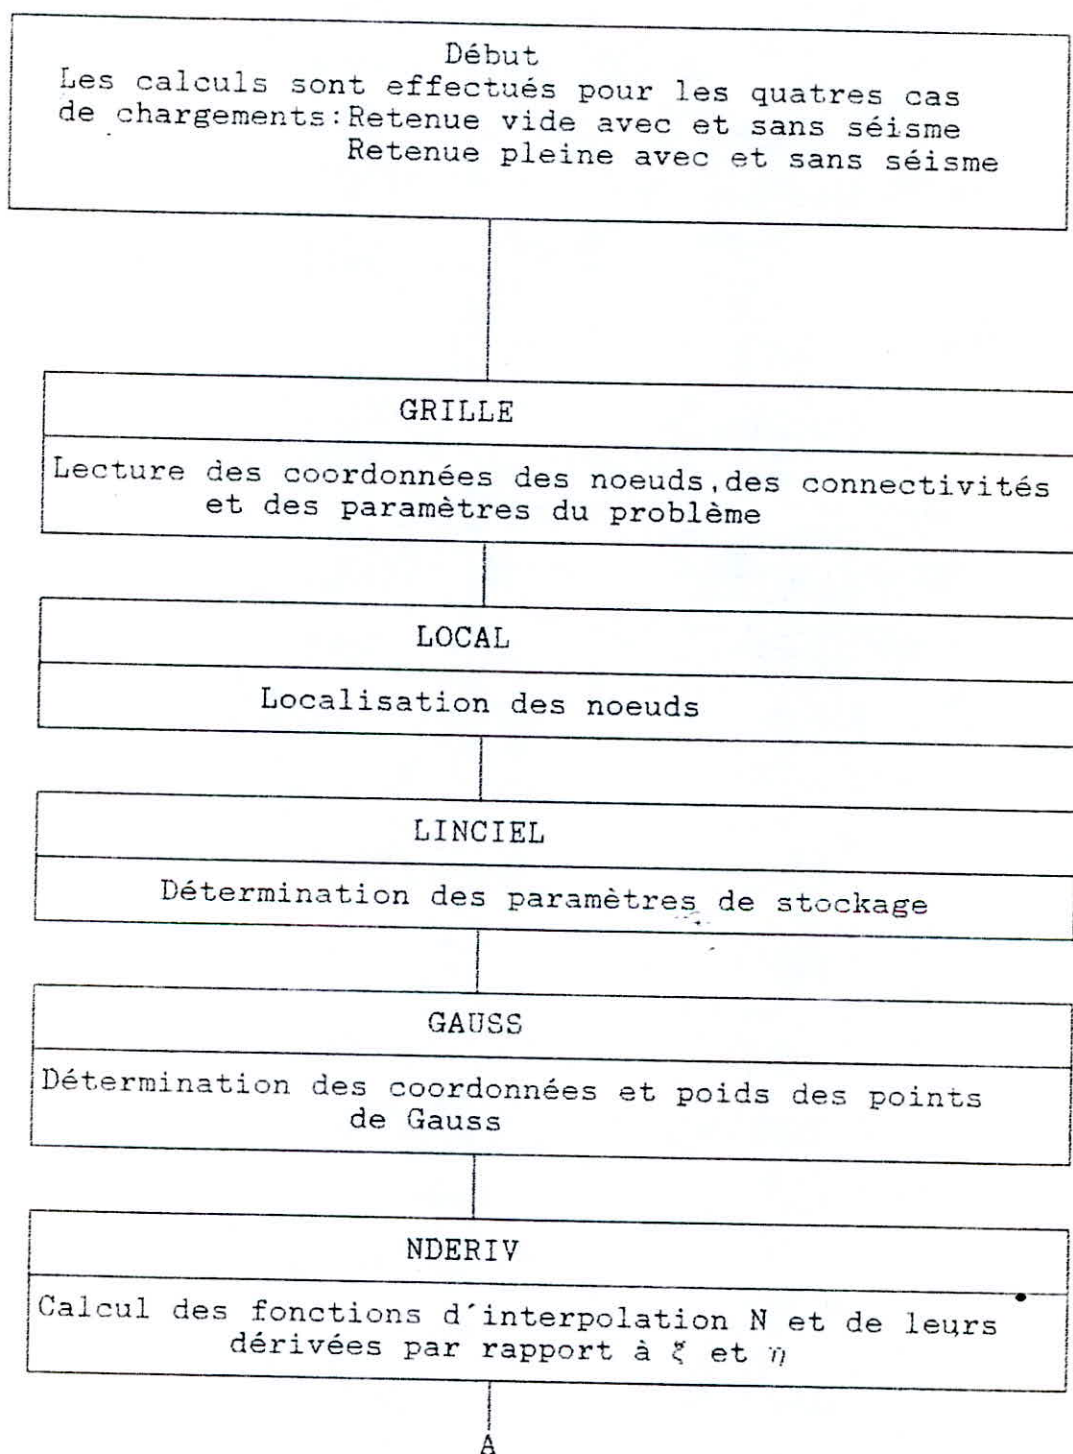 Début
Les calculs sont effectués pour les quatres cas
de chargements:Retenue vide avec et sans séisme
Retenue pleine avec et sans séisme
GRILLE
Lecture des coordonnées des noeuds,des connectivités
et des paramètres du problème
LOCAL
Localisation des noeuds
LINCIEL
Détermination des paramètres de stockage
GAUSS
Détermination des coordonnées et poids des points
de Gauss
NDERIV
Calcul des fonctions d'interpolation N et de leurs
dérivées par rapport à ξ et η
A